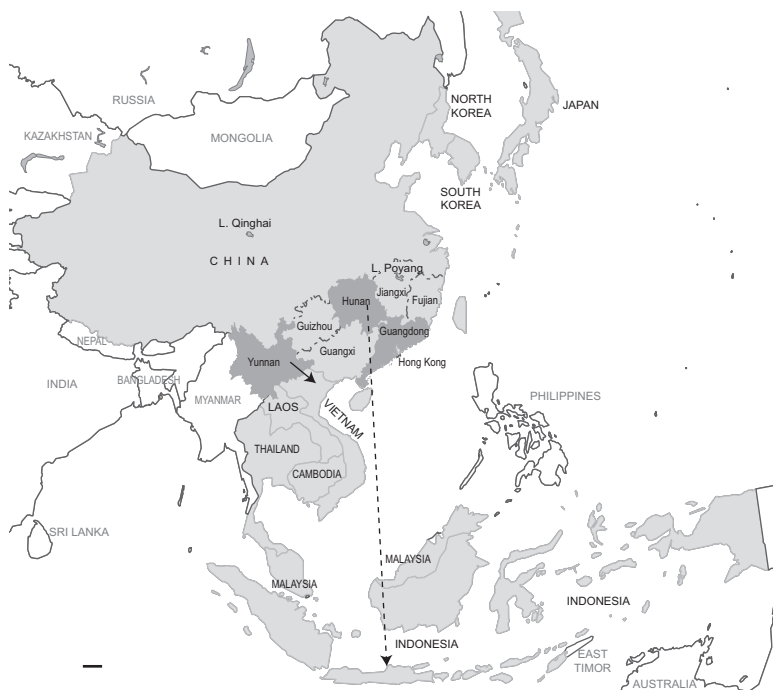 RUSSIA
KAZAKHSTAN
MONGOLIA
NORTH
KOREA
JAPAN
SOUTH
KOREA
L. Qinghai
C H I N A
L. Poyang
Hunan
Jiangxi
Fujian
Guizhou
Guangdong
Guangxi
Hong Kong
Yunnan
NEPAL
INDIA
BANGLADESH
MYANMAR
LAOS
VIETNAM
THAILAND
CAMBODIA
PHILIPPINES
SRI LANKA
MALAYSIA
MALAYSIA
INDONESIA
INDONESIA
EAST
TIMOR
AUSTRALIA